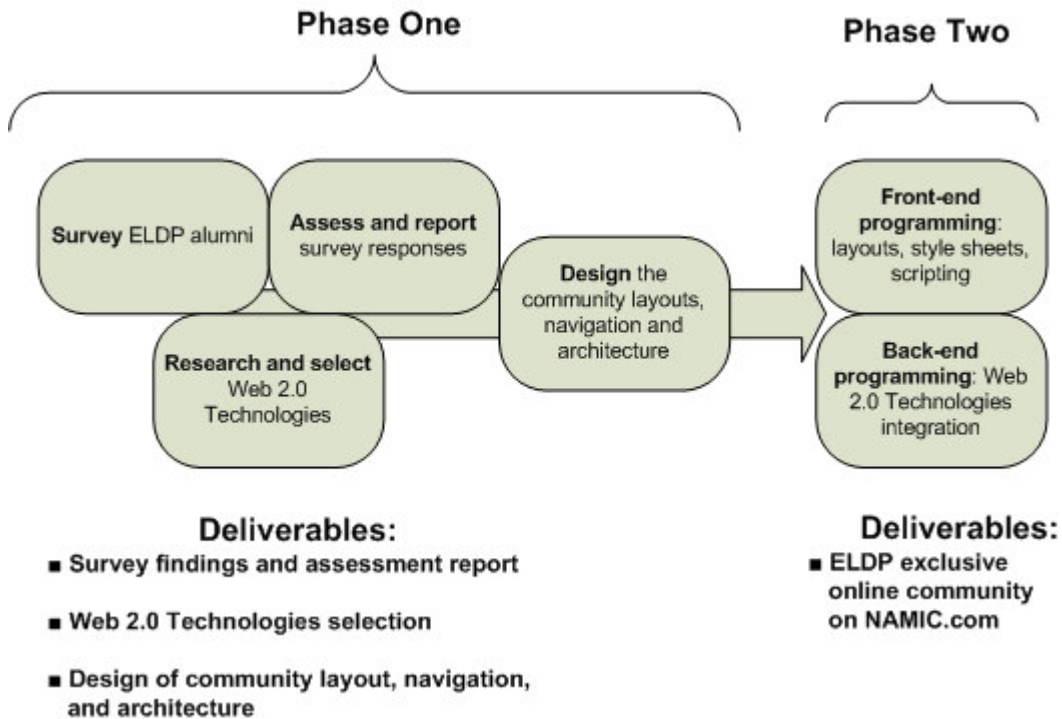 Phase One
Phase Two
Survey ELDP alumni
Assess and report
survey responses
Research and select
Web 2.0
Technologies
Design the
community layouts,
navigation and
architecture
Front-end
programming:
layouts, style sheets,
scripting
Back-end
programming: Web
2.0 Technologies
integration
Deliverables:
■ Survey findings and assessment report
■ Web 2.0 Technologies selection
■ Design of community layout, navigation,
and architecture
Deliverables:
■ ELDP exclusive
online community
on NAMIC.com